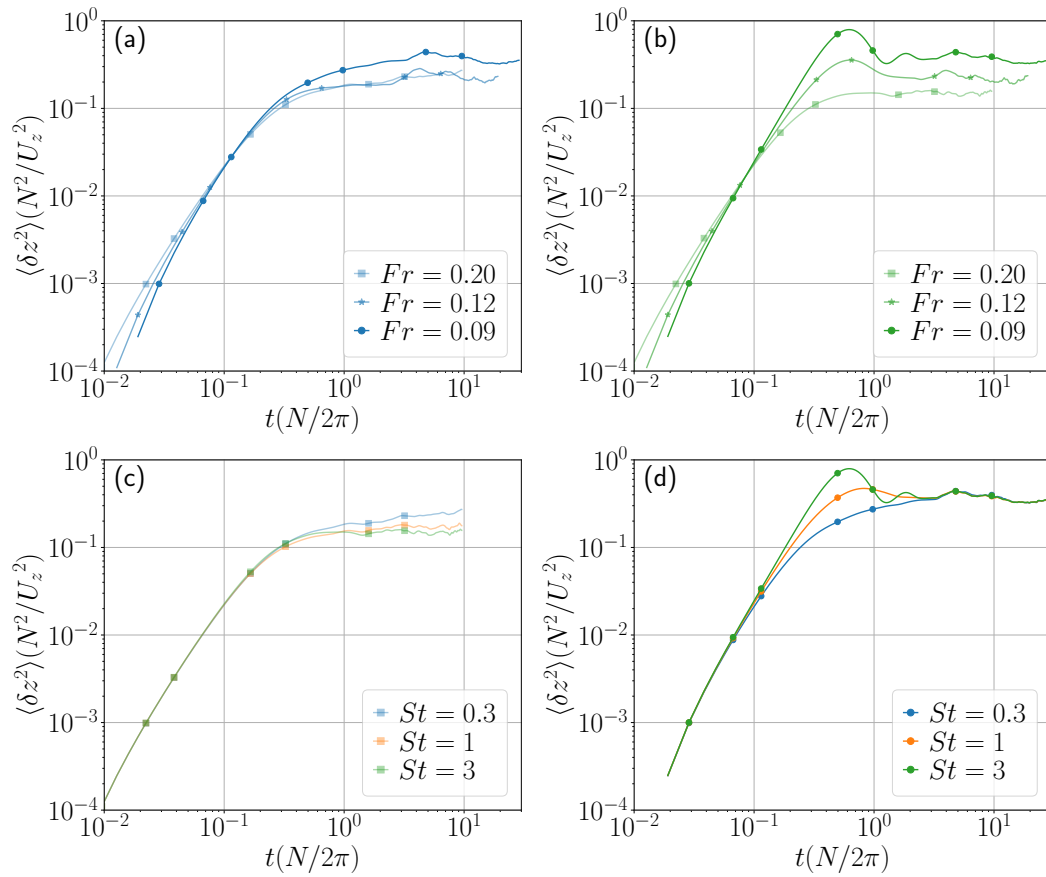 (a)
10^0
10^{-1}
10^{-2}
10^{-3}
10^{-4}
⟨δz²⟩(N²/U_z²)
Fr = 0.20
Fr = 0.12
Fr = 0.09
10^{-2}
10^{-1}
10^0
10^1
t(N/2π)
(b)
10^0
10^{-1}
10^{-2}
10^{-3}
10^{-4}
⟨δz²⟩(N²/U_z²)
Fr = 0.20
Fr = 0.12
Fr = 0.09
10^{-2}
10^{-1}
10^0
10^1
t(N/2π)
(c)
10^0
10^{-1}
10^{-2}
10^{-3}
10^{-4}
⟨δz²⟩(N²/U_z²)
St = 0.3
St = 1
St = 3
10^{-2}
10^{-1}
10^0
10^1
t(N/2π)
(d)
10^0
10^{-1}
10^{-2}
10^{-3}
10^{-4}
⟨δz²⟩(N²/U_z²)
St = 0.3
St = 1
St = 3
10^{-2}
10^{-1}
10^0
10^1
t(N/2π)